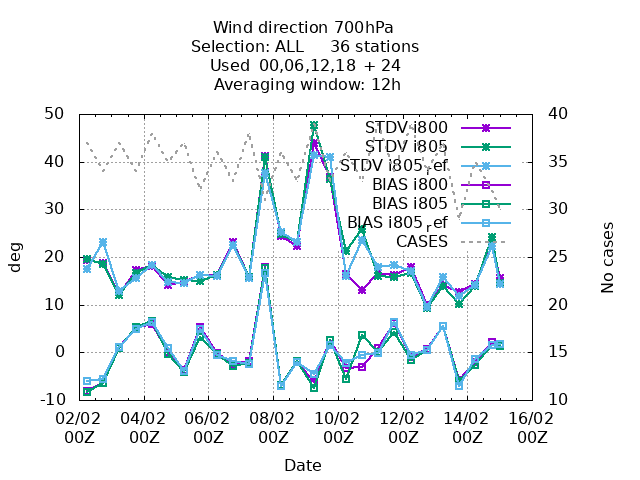 Wind direction 700hPa
Selection: ALL 36 stations
Used 00,06,12,18 + 24
Averaging window: 12h
50
40
30
20
10
0
-10
40
35
30
25
20
15
10
deg
No cases
STDV i800
STDV i805
STDV i805ref
BIAS i800
BIAS i805
BIAS i805ref
CASES
02/02 04/02 06/02 08/02 10/02 12/02 14/02 16/02
00Z 00Z 00Z 00Z 00Z 00Z 00Z 00Z
Date